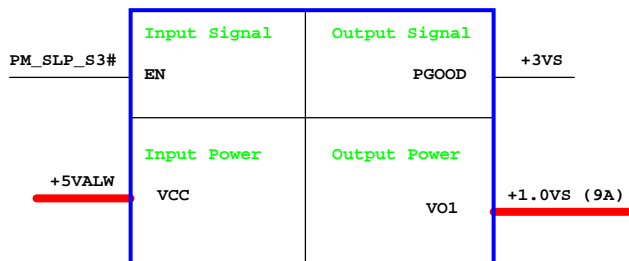 Input Signal Output Signal
PM_SLP_S3# EN PGOOD +3VS
Input Power Output Power
+5VALW VCC VO1 +1.0VS (9A)